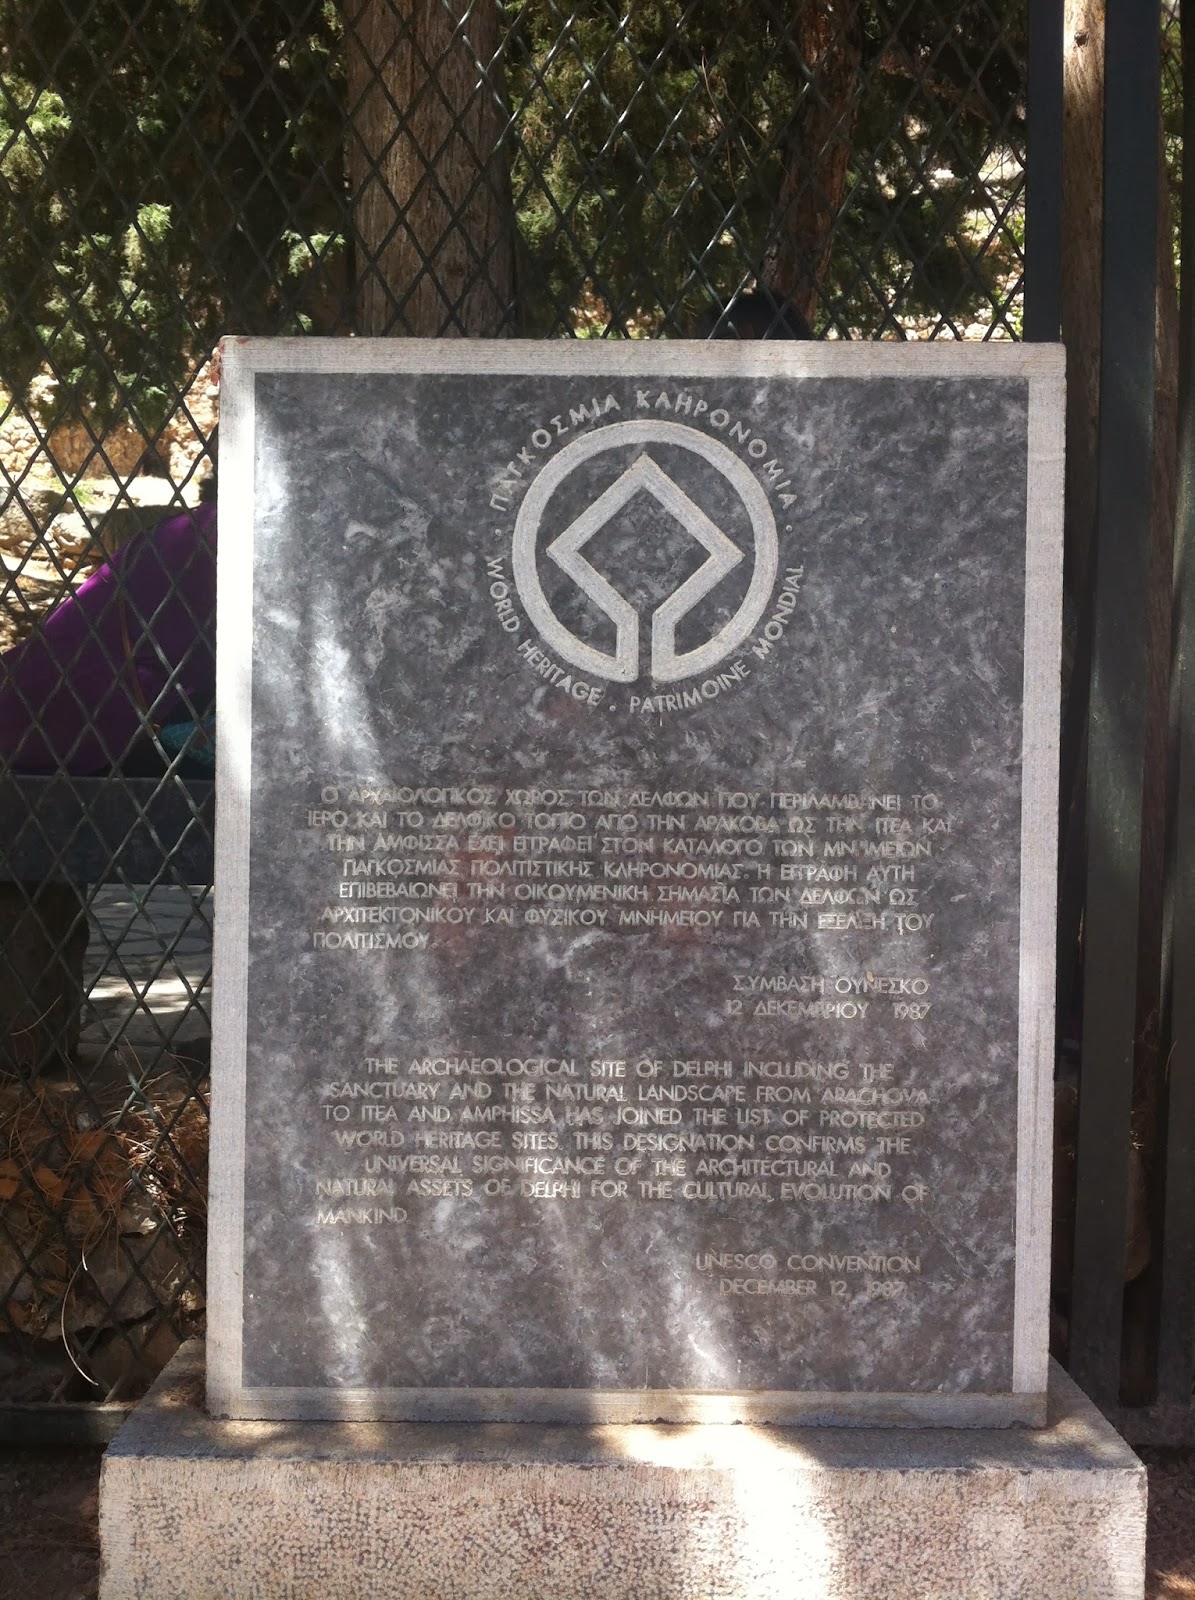 ΠΑΓΚΟΣΜΙΑ ΚΛΗΡΟΝΟΜΙΑ
WORLD HERITAGE · PATRIMOINE MONDIAL
Ο ΑΡΧΑΙΟΛΟΓΙΚΟΣ ΧΩΡΟΣ ΤΩΝ ΔΕΛΦΩΝ ΠΟΥ ΠΕΡΙΛΑΜΒΑΝΕΙ ΤΟ
ΙΕΡΟ ΚΑΙ ΤΟ ΔΕΛΦΙΚΟ ΤΟΠΙΟ ΑΠΟ ΤΗΝ ΑΡΑΧΟΒΑ ΩΣ ΤΗΝ ΙΤΕΑ ΚΑΙ
ΤΗΝ ΑΜΦΙΣΣΑ ΕΧΕΙ ΕΓΓΡΑΦΕΙ ΣΤΟΝ ΚΑΤΑΛΟΓΟ ΤΩΝ ΜΝΗΜΕΙΩΝ
ΠΑΓΚΟΣΜΙΑΣ ΠΟΛΙΤΙΣΤΙΚΗΣ ΚΛΗΡΟΝΟΜΙΑΣ. Η ΕΓΓΡΑΦΗ ΑΥΤΗ
ΕΠΙΒΕΒΑΙΩΝΕΙ ΤΗΝ ΟΙΚΟΥΜΕΝΙΚΗ ΣΗΜΑΣΙΑ ΤΩΝ ΔΕΛΦΩΝ ΩΣ
ΑΡΧΙΤΕΚΤΟΝΙΚΟΥ ΚΑΙ ΦΥΣΙΚΟΥ ΜΝΗΜΕΙΟΥ ΓΙΑ ΤΗΝ ΕΞΕΛΙΞΗ ΤΟΥ
ΠΟΛΙΤΙΣΜΟΥ.
ΣΥΜΒΑΣΗ ΟΥΝΕΣΚΟ
12 ΔΕΚΕΜΒΡΙΟΥ 1987
THE ARCHAEOLOGICAL SITE OF DELPHI INCLUDING THE
SANCTUARY AND THE NATURAL LANDSCAPE FROM ARACHOVA
TO ITEA AND AMPHISSA HAS JOINED THE LIST OF PROTECTED
WORLD HERITAGE SITES. THIS DESIGNATION CONFIRMS THE
UNIVERSAL SIGNIFICANCE OF THE ARCHITECTURAL AND
NATURAL ASSETS OF DELPHI FOR THE CULTURAL EVOLUTION OF
MANKIND
UNESCO CONVENTION
DECEMBER 12, 1987